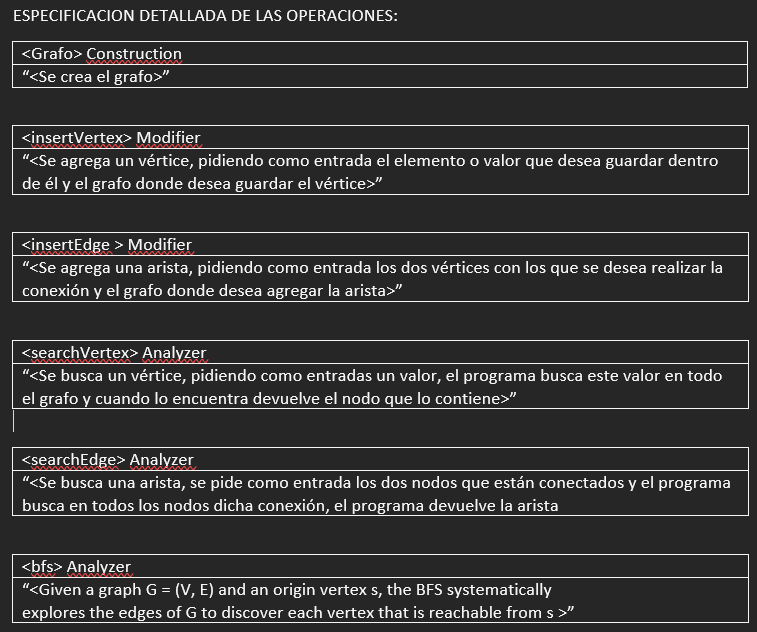 ESPECIFICACION DETALLADA DE LAS OPERACIONES:
<Grafo> Construction
“<Se crea el grafo>”
<insertVertex> Modifier
“<Se agrega un vértice, pidiendo como entrada el elemento o valor que desea guardar dentro
de él y el grafo donde desea guardar el vértice>”
<insertEdge > Modifier
“<Se agrega una arista, pidiendo como entrada los dos vértices con los que se desea realizar la
conexión y el grafo donde desea agregar la arista>”
<searchVertex> Analyzer
“<Se busca un vértice, pidiendo como entradas un valor, el programa busca este valor en todo
el grafo y cuando lo encuentra devuelve el nodo que lo contiene>”
<searchEdge> Analyzer
“<Se busca una arista, se pide como entrada los dos nodos que están conectados y el programa
busca en todos los nodos dicha conexión, el programa devuelve la arista
<bfs> Analyzer
“<Given a graph G = (V, E) and an origin vertex s, the BFS systematically
explores the edges of G to discover each vertex that is reachable from s >”